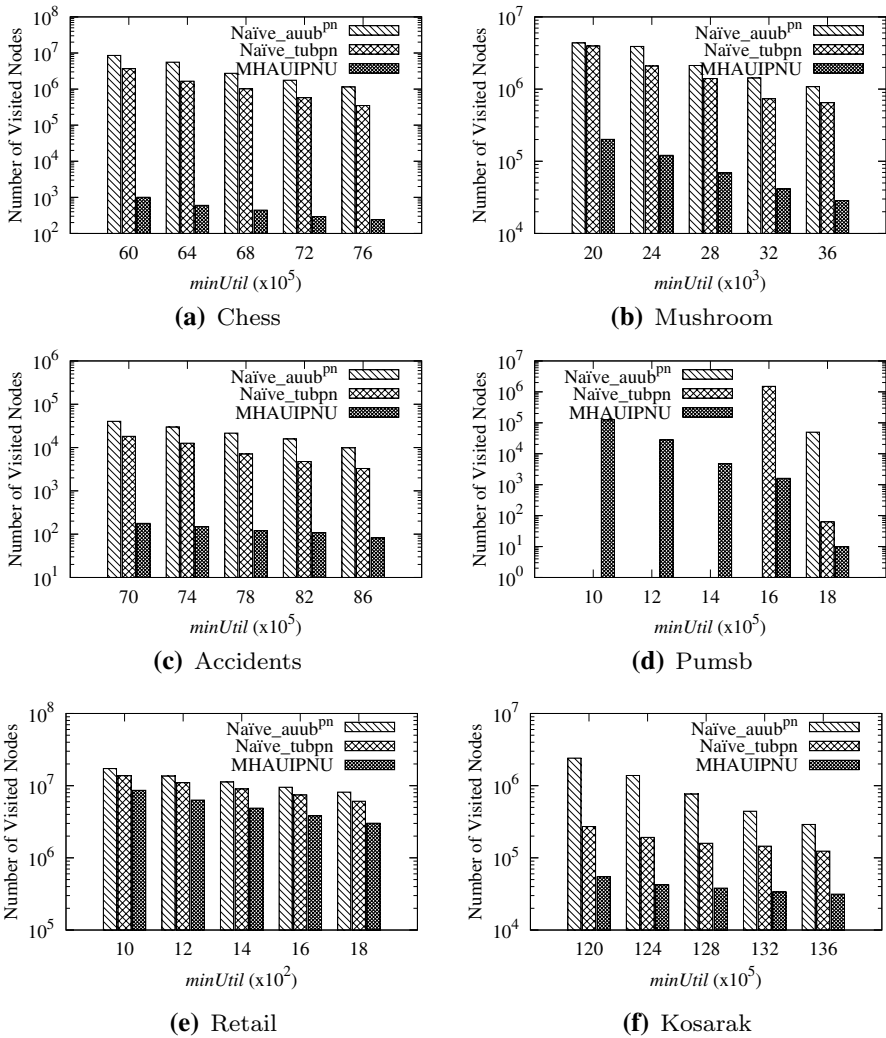 Number of Visited Nodes
10^8
10^7
10^6
10^5
10^4
10^3
10^2
Naïve_auub^pn
Naïve_tubpn
MHAUIPNU
60 64 68 72 76
minUtil (x10^5)
(a) Chess
Number of Visited Nodes
10^7
10^6
10^5
10^4
Naïve_auub^pn
Naïve_tubpn
MHAUIPNU
20 24 28 32 36
minUtil (x10^3)
(b) Mushroom
Number of Visited Nodes
10^6
10^5
10^4
10^3
10^2
10^1
Naïve_auub^pn
Naïve_tubpn
MHAUIPNU
70 74 78 82 86
minUtil (x10^5)
(c) Accidents
Number of Visited Nodes
10^7
10^6
10^5
10^4
10^3
10^2
10^1
10^0
Naïve_auub^pn
Naïve_tubpn
MHAUIPNU
10 12 14 16 18
minUtil (x10^5)
(d) Pumsb
Number of Visited Nodes
10^8
10^7
10^6
10^5
Naïve_auub^pn
Naïve_tubpn
MHAUIPNU
10 12 14 16 18
minUtil (x10^2)
(e) Retail
Number of Visited Nodes
10^7
10^6
10^5
10^4
Naïve_auub^pn
Naïve_tubpn
MHAUIPNU
120 124 128 132 136
minUtil (x10^5)
(f) Kosarak